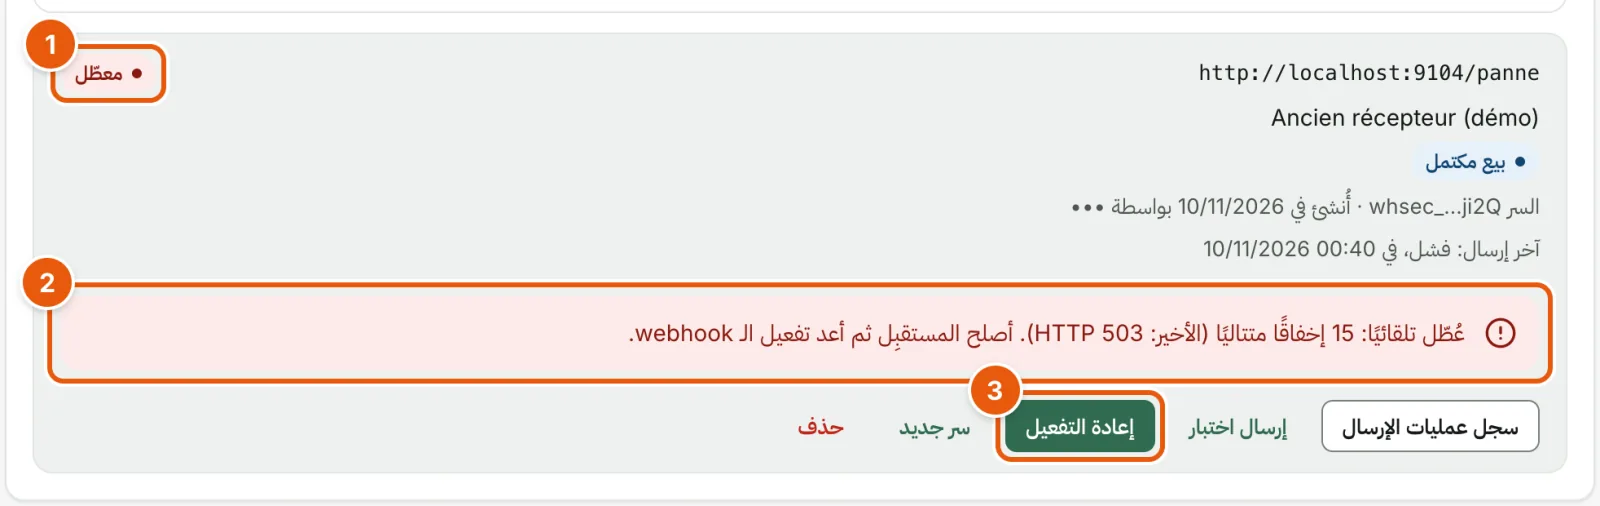 1
معطّل
http://localhost:9104/panne
Ancien récepteur (démo)
بيع مكتمل
السر whsec_...ji2Q · أُنشئ في 10/11/2026 بواسطة •••
آخر إرسال: فشل، في 10/11/2026 00:40
2
عُطّل تلقائيًا: 15 إخفاقًا متتاليًا (الأخير: HTTP 503). أصلح المستقبِل ثم أعد تفعيل الـ webhook.
3
سجل عمليات الإرسال
إرسال اختبار
إعادة التفعيل
سر جديد
حذف